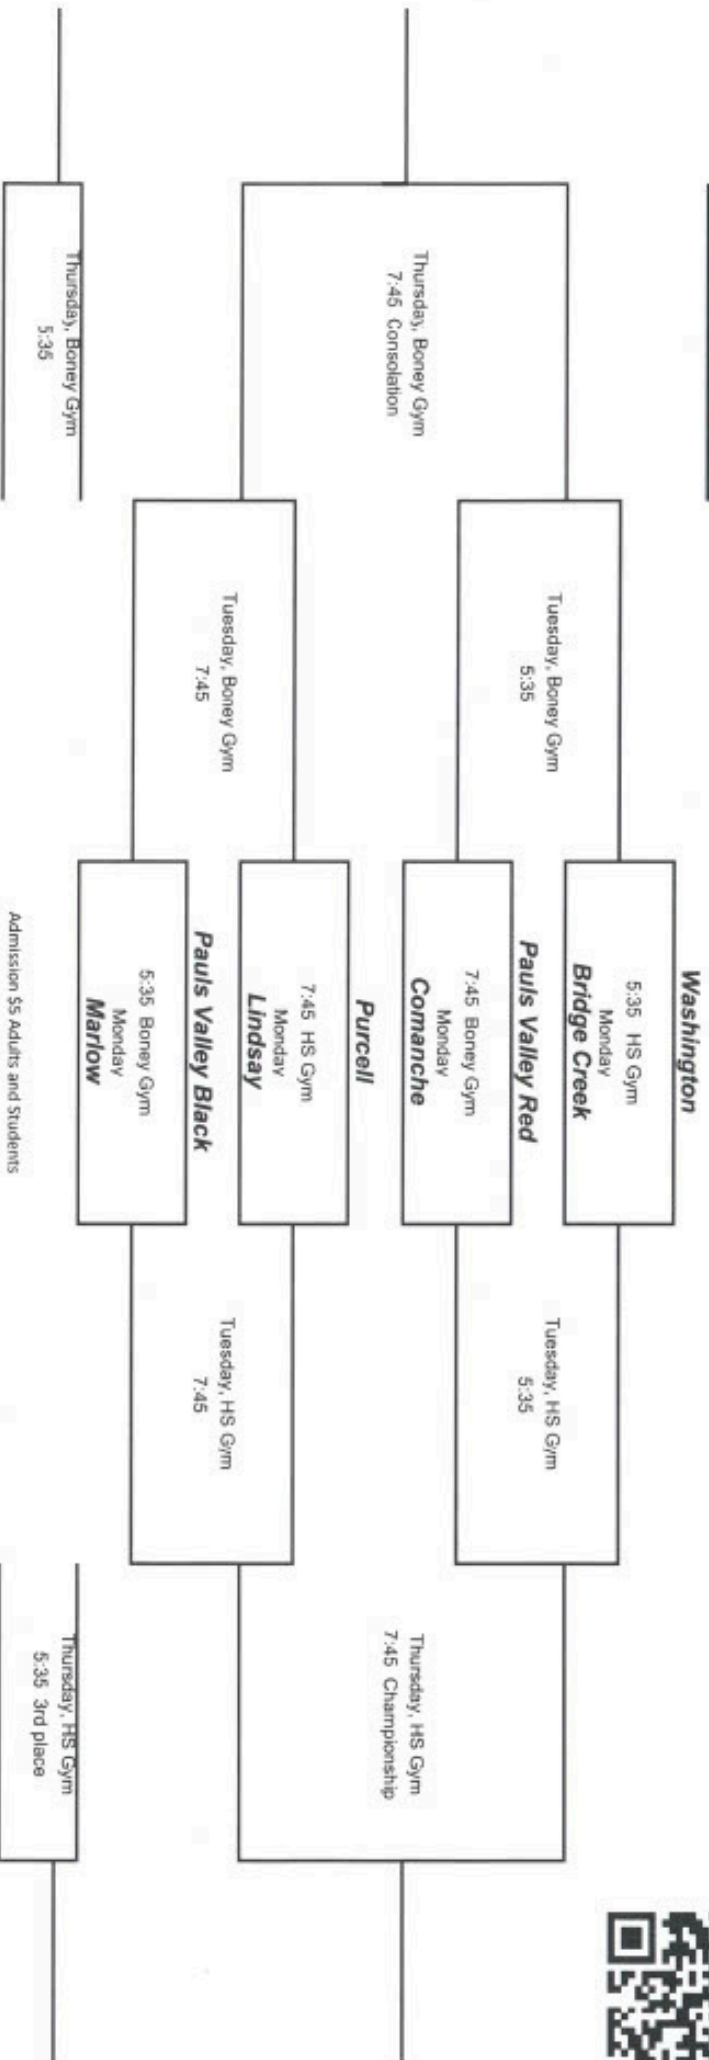 Washington
5:35 HS Gym
Monday
Bridge Creek
Tuesday, Boney Gym
5:35
Tuesday, HS Gym
5:35
Pauls Valley Red
7:45 Boney Gym
Monday
Comanche
Thursday, Boney Gym
7:45 Consolation
Thursday, HS Gym
7:45 Championship
Purcell
7:45 HS Gym
Monday
Lindsay
Tuesday, Boney Gym
7:45
Tuesday, HS Gym
7:45
Pauls Valley Black
5:35 Boney Gym
Monday
Marlow
Thursday, Boney Gym
5:35
Thursday, HS Gym
5:35 3rd place
Admission $5 Adults and Students